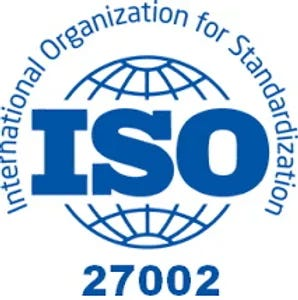 International Organization for Standardization
ISO
27002